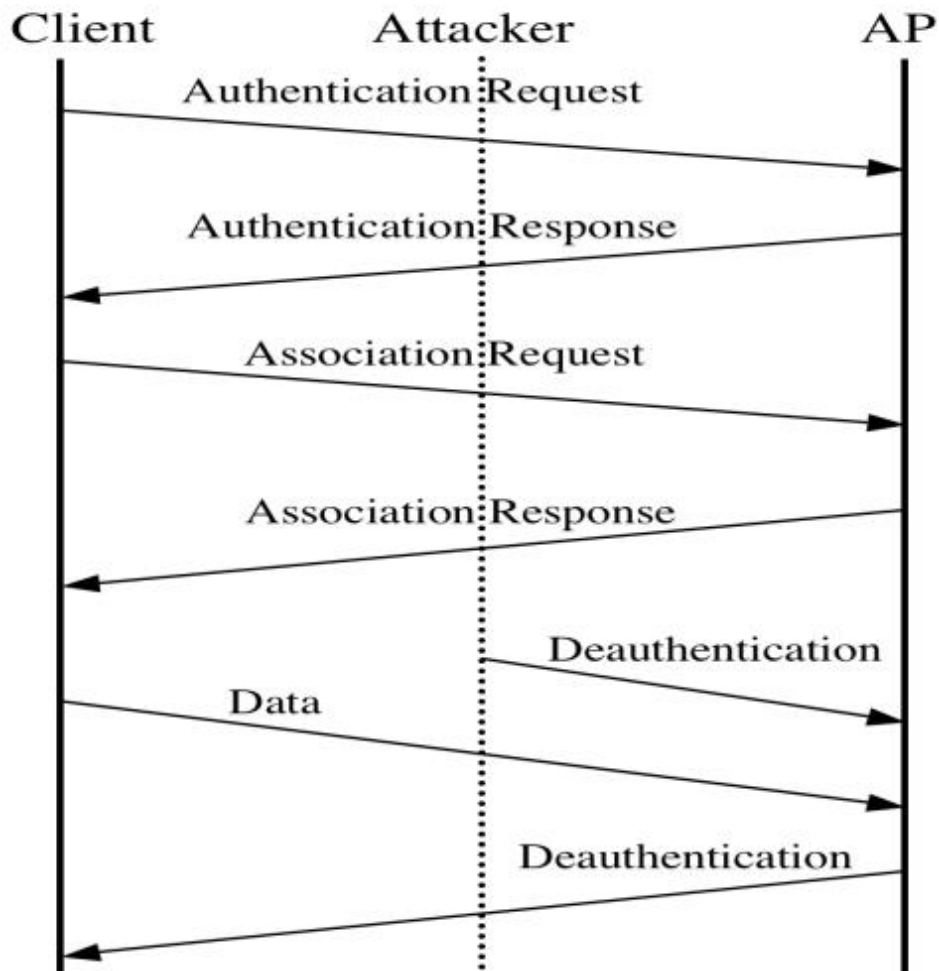 Client Attacker AP
Authentication Request
Authentication Response
Association Request
Association Response
Deauthentication
Data
Deauthentication